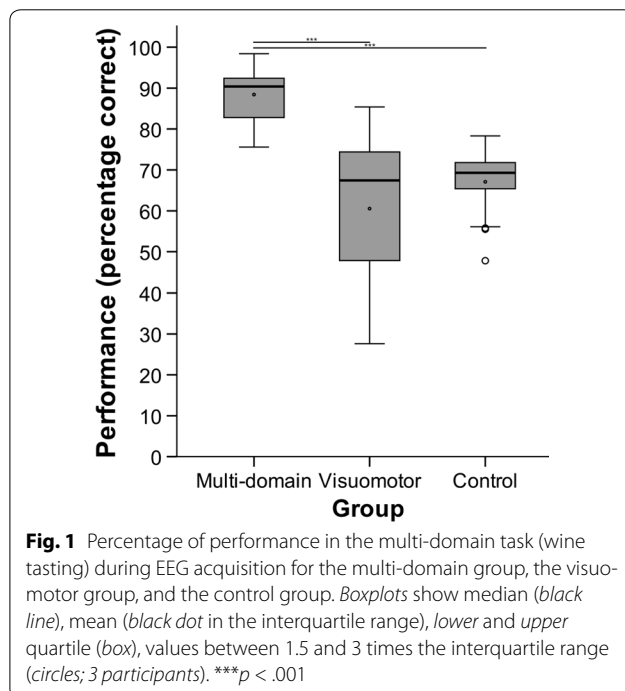 ***
***
100
90
80
70
60
50
40
30
20
10
0
Performance (percentage correct)
Multi-domain Visuomotor Control
Group
Fig. 1 Percentage of performance in the multi-domain task (wine
tasting) during EEG acquisition for the multi-domain group, the visuo-
motor group, and the control group. Boxplots show median (black
line), mean (black dot in the interquartile range), lower and upper
quartile (box), values between 1.5 and 3 times the interquartile range
(circles; 3 participants). ***p < .001